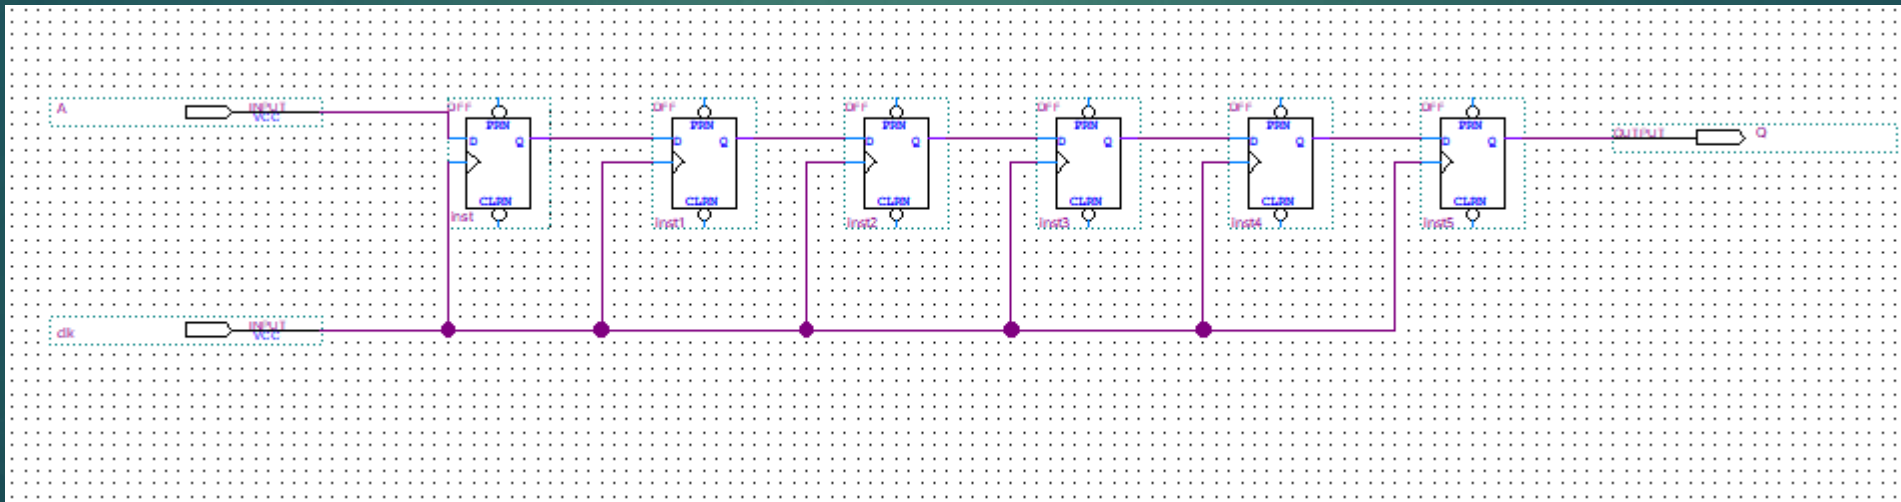 A
INPUT
VCC
DFF
PRN
D
Q
CLRN
inst
DFF
PRN
D
Q
CLRN
inst1
DFF
PRN
D
Q
CLRN
inst2
DFF
PRN
D
Q
CLRN
inst3
DFF
PRN
D
Q
CLRN
inst4
DFF
PRN
D
Q
CLRN
inst5
OUTPUT
Q
clk
INPUT
VCC